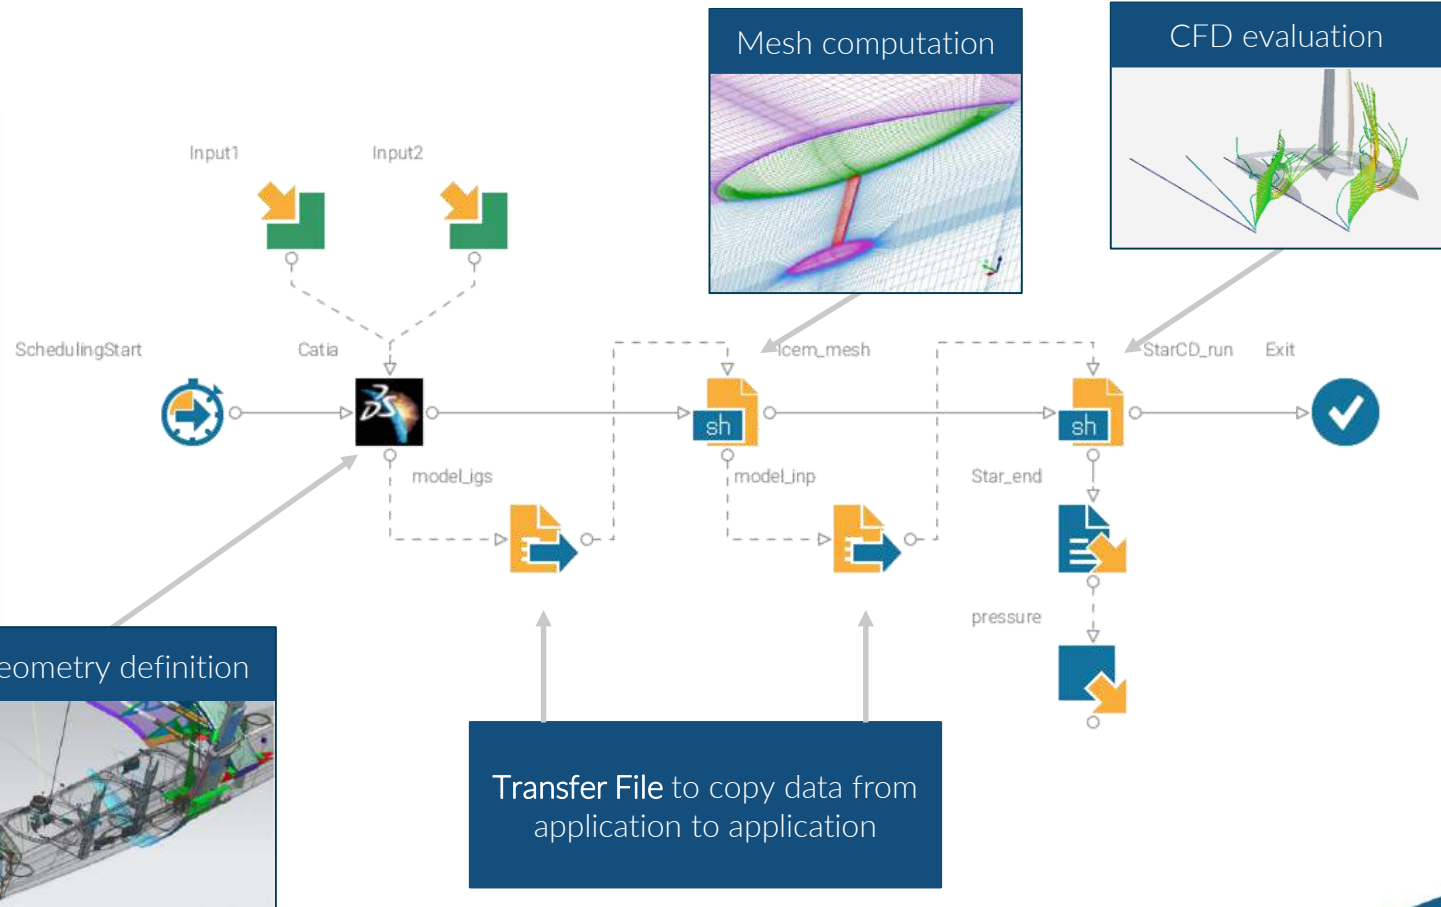 Mesh computation
CFD evaluation
Input1
Input2
SchedulingStart
Catia
Icem_mesh
StarCD_run
Exit
sh
sh
model_igs
model_inp
Star_end
pressure
eometry definition
Transfer File to copy data from
application to application